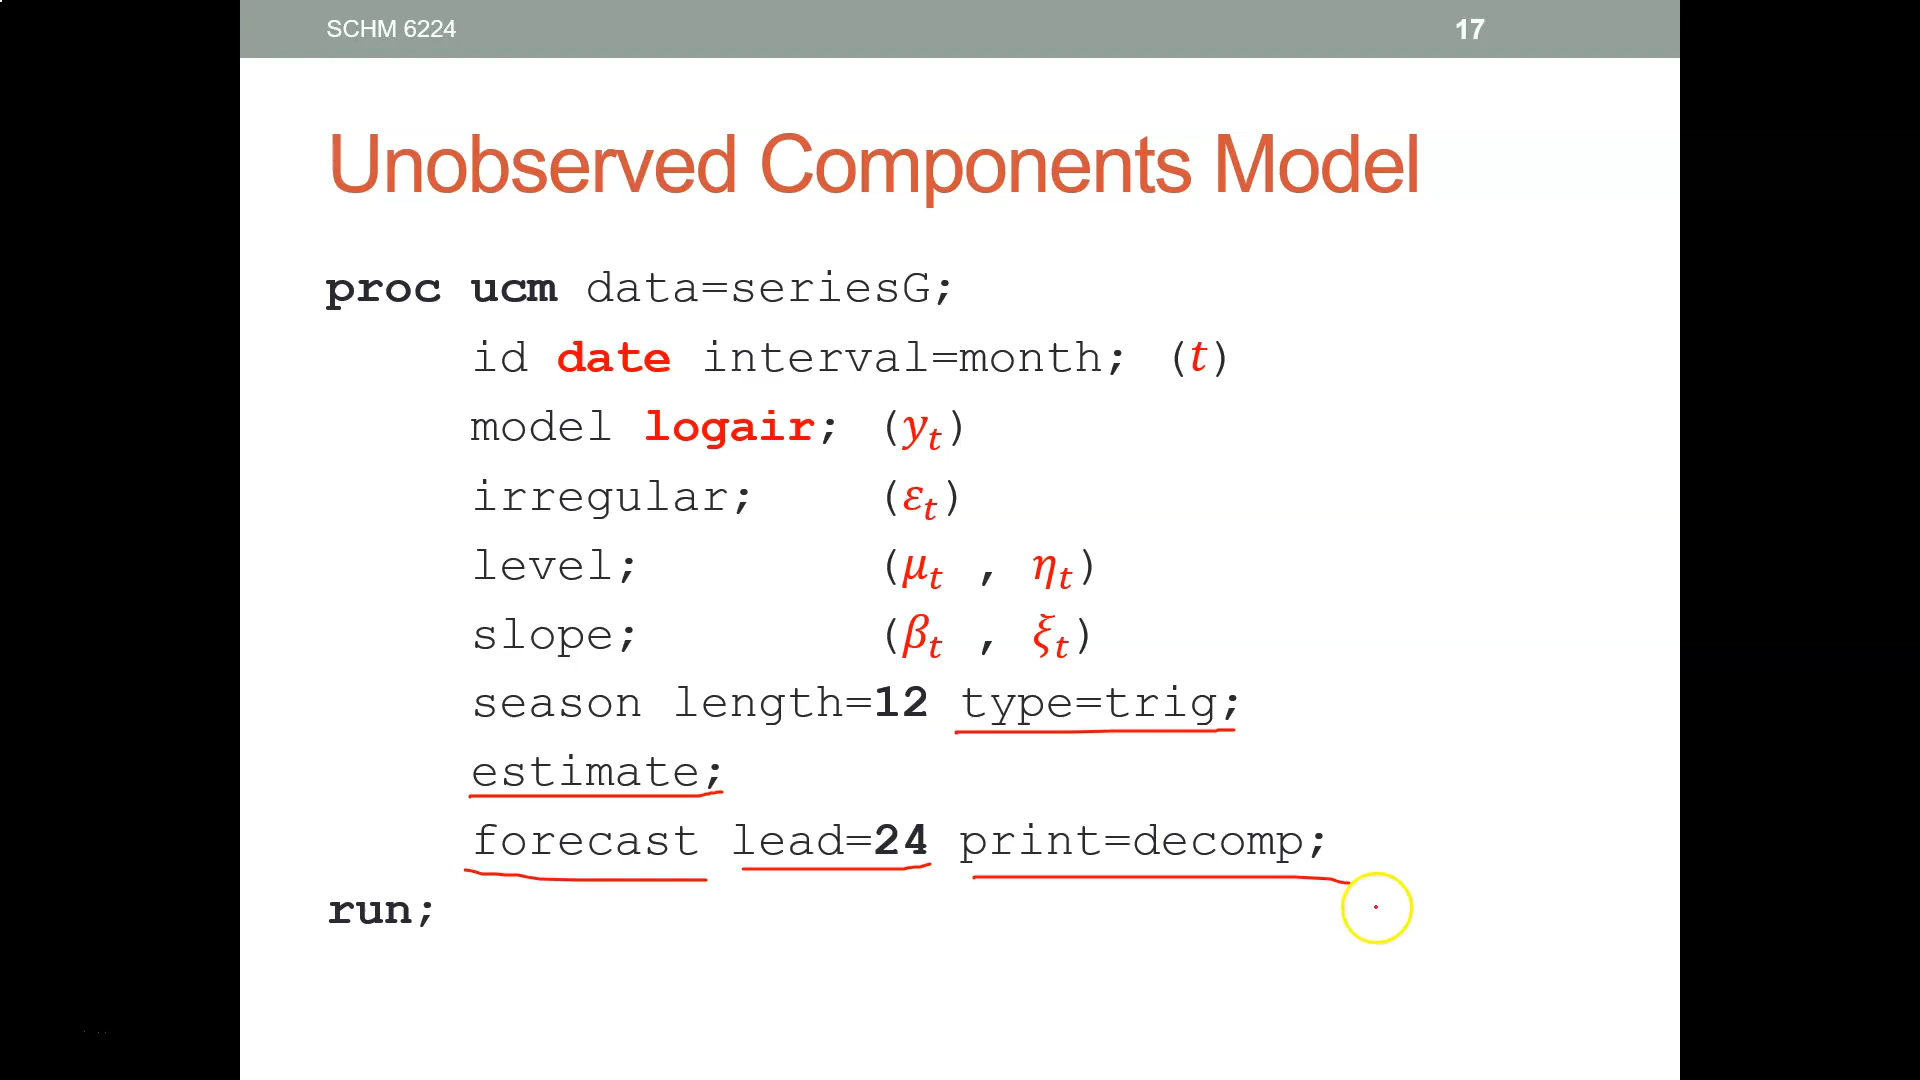 SCHM 6224 17
Unobserved Components Model
proc ucm data=seriesG;
id date interval=month; (t)
model logair; (yₜ)
irregular; (εₜ)
level; (μₜ , ηₜ)
slope; (βₜ , ξₜ)
season length=12 type=trig;
estimate;
forecast lead=24 print=decomp;
run;